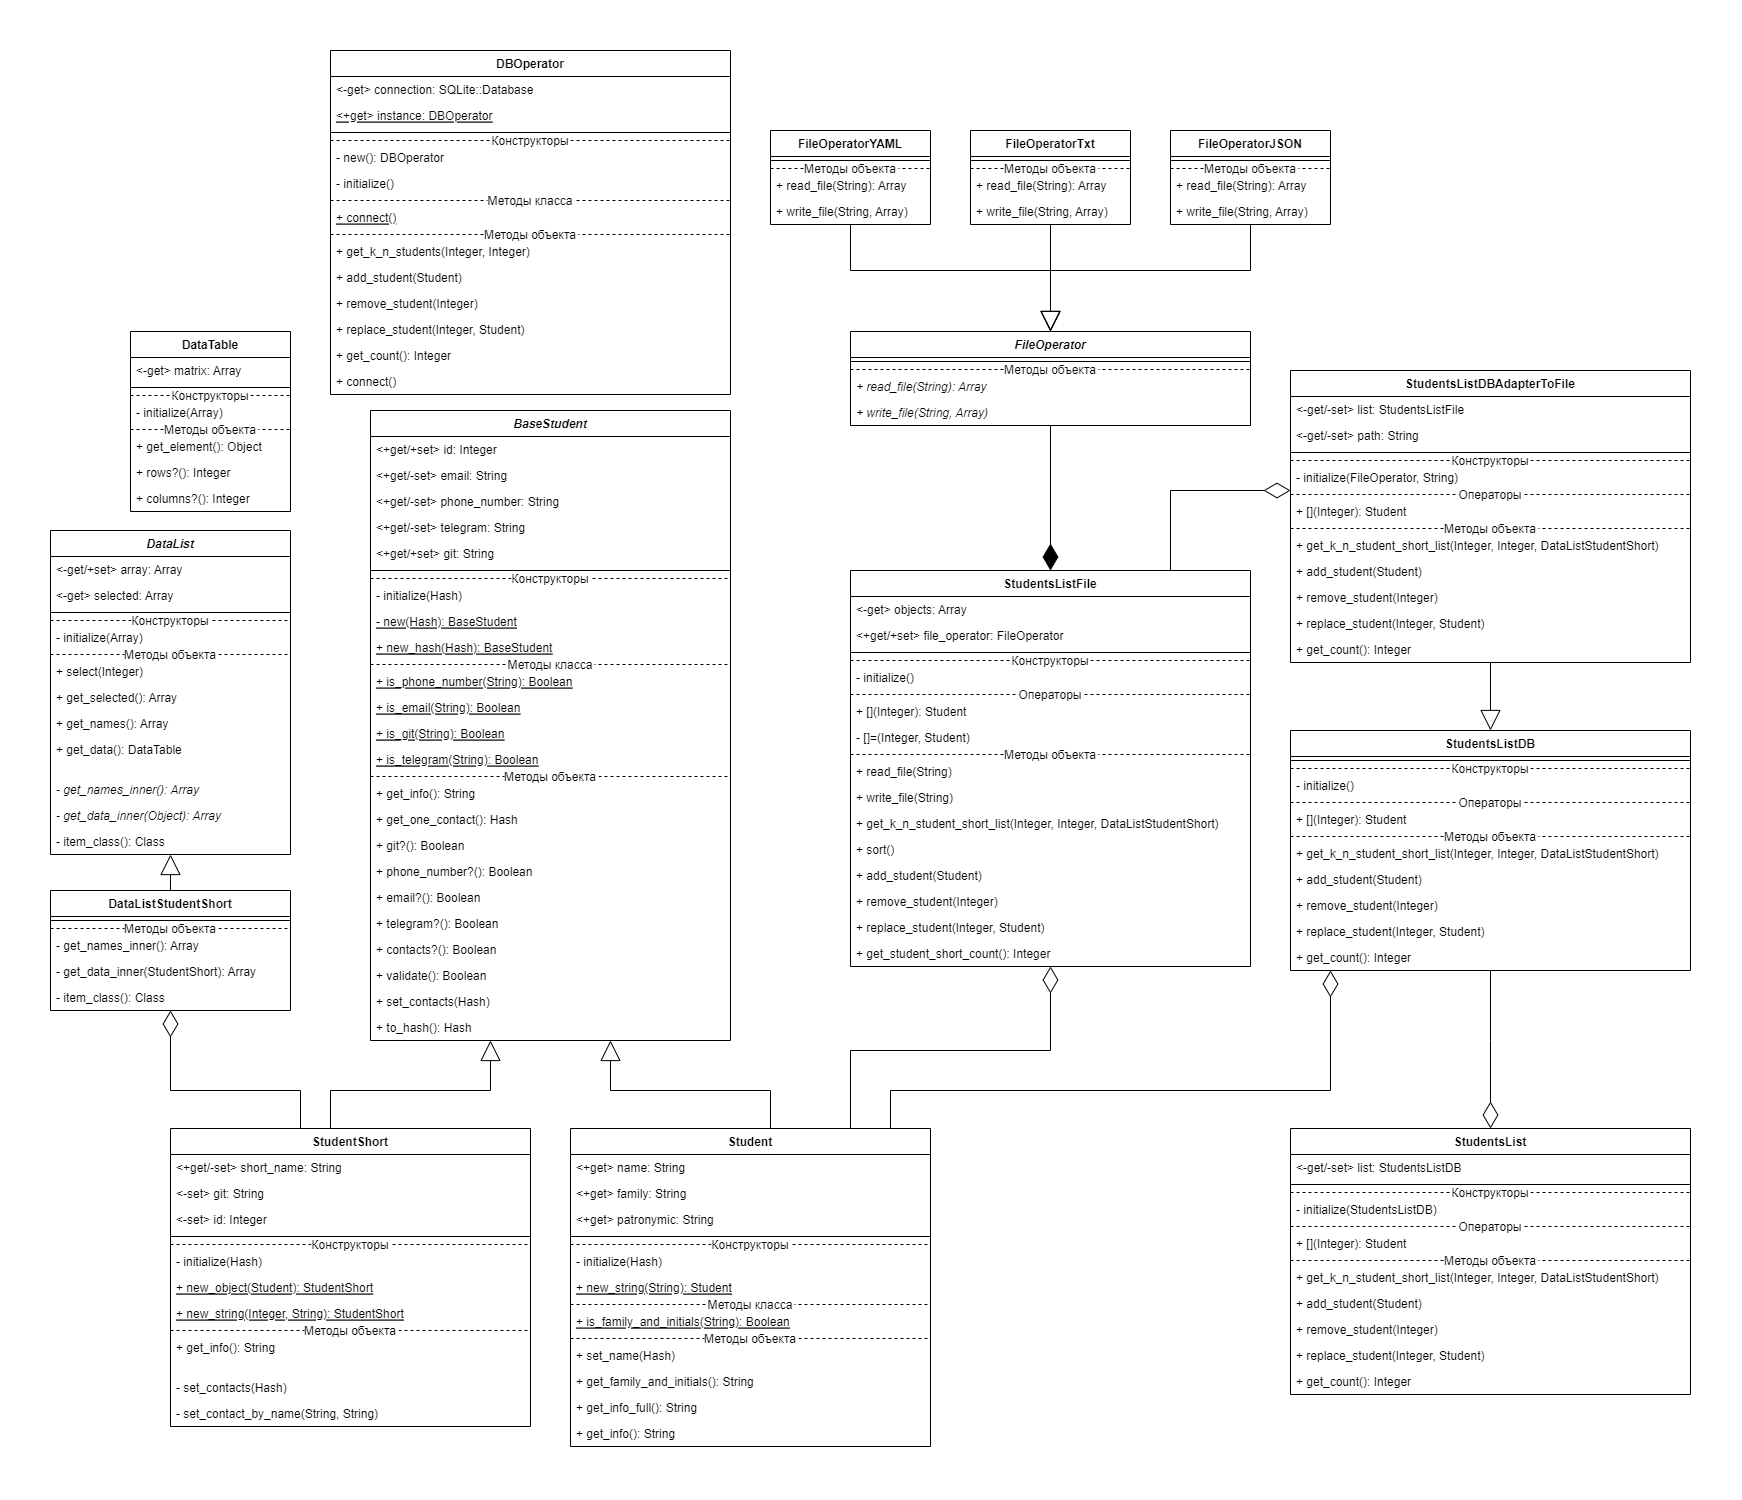 DBOperator
<-get> connection: SQLite::Database
<+get> instance: DBOperator
Конструкторы
- new(): DBOperator
- initialize()
Методы класса
+ connect()
Методы объекта
+ get_k_n_students(Integer, Integer)
+ add_student(Student)
+ remove_student(Integer)
+ replace_student(Integer, Student)
+ get_count(): Integer
+ connect()
FileOperatorYAML
Методы объекта
+ read_file(String): Array
+ write_file(String, Array)
FileOperatorTxt
Методы объекта
+ read_file(String): Array
+ write_file(String, Array)
FileOperatorJSON
Методы объекта
+ read_file(String): Array
+ write_file(String, Array)
DataTable
<-get> matrix: Array
Конструкторы
- initialize(Array)
Методы объекта
+ get_element(): Object
+ rows?(): Integer
+ columns?(): Integer
FileOperator
Методы объекта
+ read_file(String): Array
+ write_file(String, Array)
StudentsListDBAdapterToFile
<-get/-set> list: StudentsListFile
<-get/-set> path: String
Конструкторы
- initialize(FileOperator, String)
Операторы
+ [](Integer): Student
Методы объекта
+ get_k_n_student_short_list(Integer, Integer, DataListStudentShort)
+ add_student(Student)
+ remove_student(Integer)
+ replace_student(Integer, Student)
+ get_count(): Integer
BaseStudent
<+get/+set> id: Integer
<+get/-set> email: String
<+get/-set> phone_number: String
<+get/-set> telegram: String
<+get/+set> git: String
Конструкторы
- initialize(Hash)
- new(Hash): BaseStudent
+ new_hash(Hash): BaseStudent
Методы класса
+ is_phone_number(String): Boolean
+ is_email(String): Boolean
+ is_git(String): Boolean
+ is_telegram(String): Boolean
Методы объекта
+ get_info(): String
+ get_one_contact(): Hash
+ git?(): Boolean
+ phone_number?(): Boolean
+ email?(): Boolean
+ telegram?(): Boolean
+ contacts?(): Boolean
+ validate(): Boolean
+ set_contacts(Hash)
+ to_hash(): Hash
DataList
<-get/+set> array: Array
<-get> selected: Array
Конструкторы
- initialize(Array)
Методы объекта
+ select(Integer)
+ get_selected(): Array
+ get_names(): Array
+ get_data(): DataTable
- get_names_inner(): Array
- get_data_inner(Object): Array
- item_class(): Class
StudentsListFile
<-get> objects: Array
<+get/+set> file_operator: FileOperator
Конструкторы
- initialize()
Операторы
+ [](Integer): Student
- []=(Integer, Student)
Методы объекта
+ read_file(String)
+ write_file(String)
+ get_k_n_student_short_list(Integer, Integer, DataListStudentShort)
+ sort()
+ add_student(Student)
+ remove_student(Integer)
+ replace_student(Integer, Student)
+ get_student_short_count(): Integer
StudentsListDB
Конструкторы
- initialize()
Операторы
+ [](Integer): Student
Методы объекта
+ get_k_n_student_short_list(Integer, Integer, DataListStudentShort)
+ add_student(Student)
+ remove_student(Integer)
+ replace_student(Integer, Student)
+ get_count(): Integer
DataListStudentShort
Методы объекта
- get_names_inner(): Array
- get_data_inner(StudentShort): Array
- item_class(): Class
StudentShort
<+get/-set> short_name: String
<-set> git: String
<-set> id: Integer
Конструкторы
- initialize(Hash)
+ new_object(Student): StudentShort
+ new_string(Integer, String): StudentShort
Методы объекта
+ get_info(): String
- set_contacts(Hash)
- set_contact_by_name(String, String)
Student
<+get> name: String
<+get> family: String
<+get> patronymic: String
Конструкторы
- initialize(Hash)
+ new_string(String): Student
Методы класса
+ is_family_and_initials(String): Boolean
Методы объекта
+ set_name(Hash)
+ get_family_and_initials(): String
+ get_info_full(): String
+ get_info(): String
StudentsList
<-get/-set> list: StudentsListDB
Конструкторы
- initialize(StudentsListDB)
Операторы
+ [](Integer): Student
Методы объекта
+ get_k_n_student_short_list(Integer, Integer, DataListStudentShort)
+ add_student(Student)
+ remove_student(Integer)
+ replace_student(Integer, Student)
+ get_count(): Integer